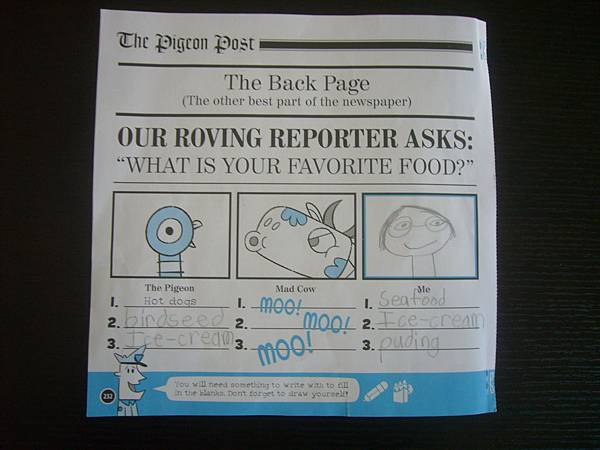 The Pigeon Post
The Back Page
(The other best part of the newspaper)
OUR ROVING REPORTER ASKS:
"WHAT IS YOUR FAVORITE FOOD?"
The Pigeon
Mad Cow
Me
1. Hot dogs
2. birdseed
3. Ice-cream
1. MOO!
2. MOO!
3. MOO!
1. Seafood
2. Ice-cream
3. puding
232
You will need something to write with to fill
in the blanks. Don't forget to draw yourself!